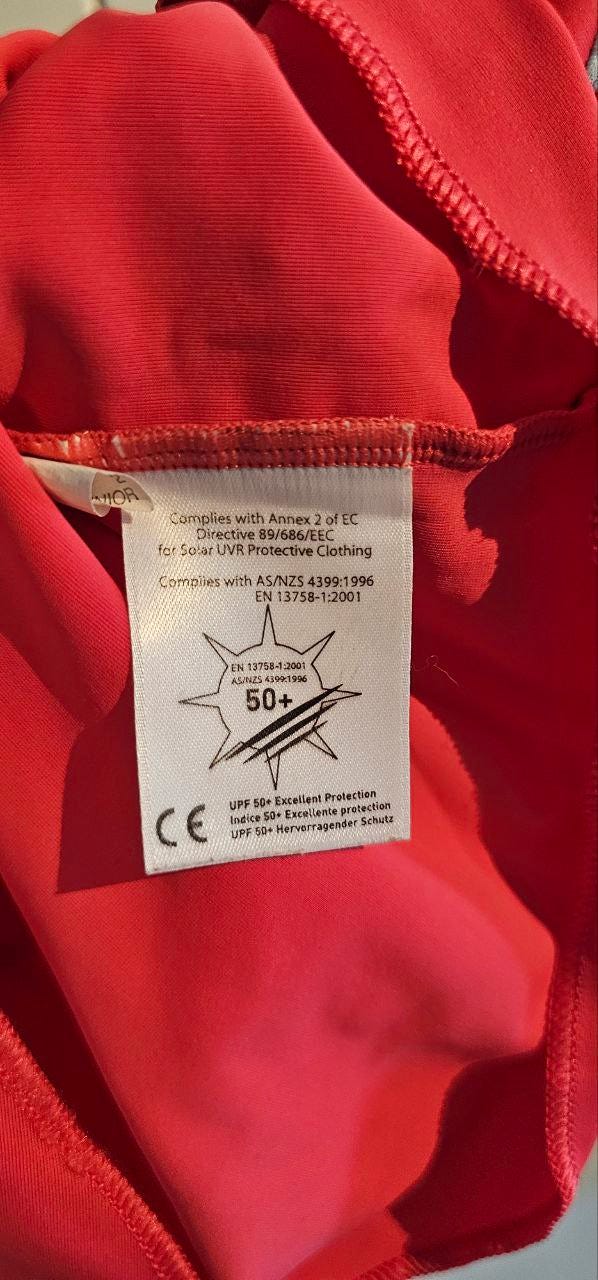 Complies with Annex 2 of EC
Directive 89/686/EEC
for Solar UVR Protective Clothing
Complies with AS/NZS 4399:1996
EN 13758-1:2001
EN 13758-1:2001
AS/NZS 4399:1996
50+
CE
UPF 50+ Excellent Protection
Indice 50+ Excellente protection
UPF 50+ Hervorragender Schutz